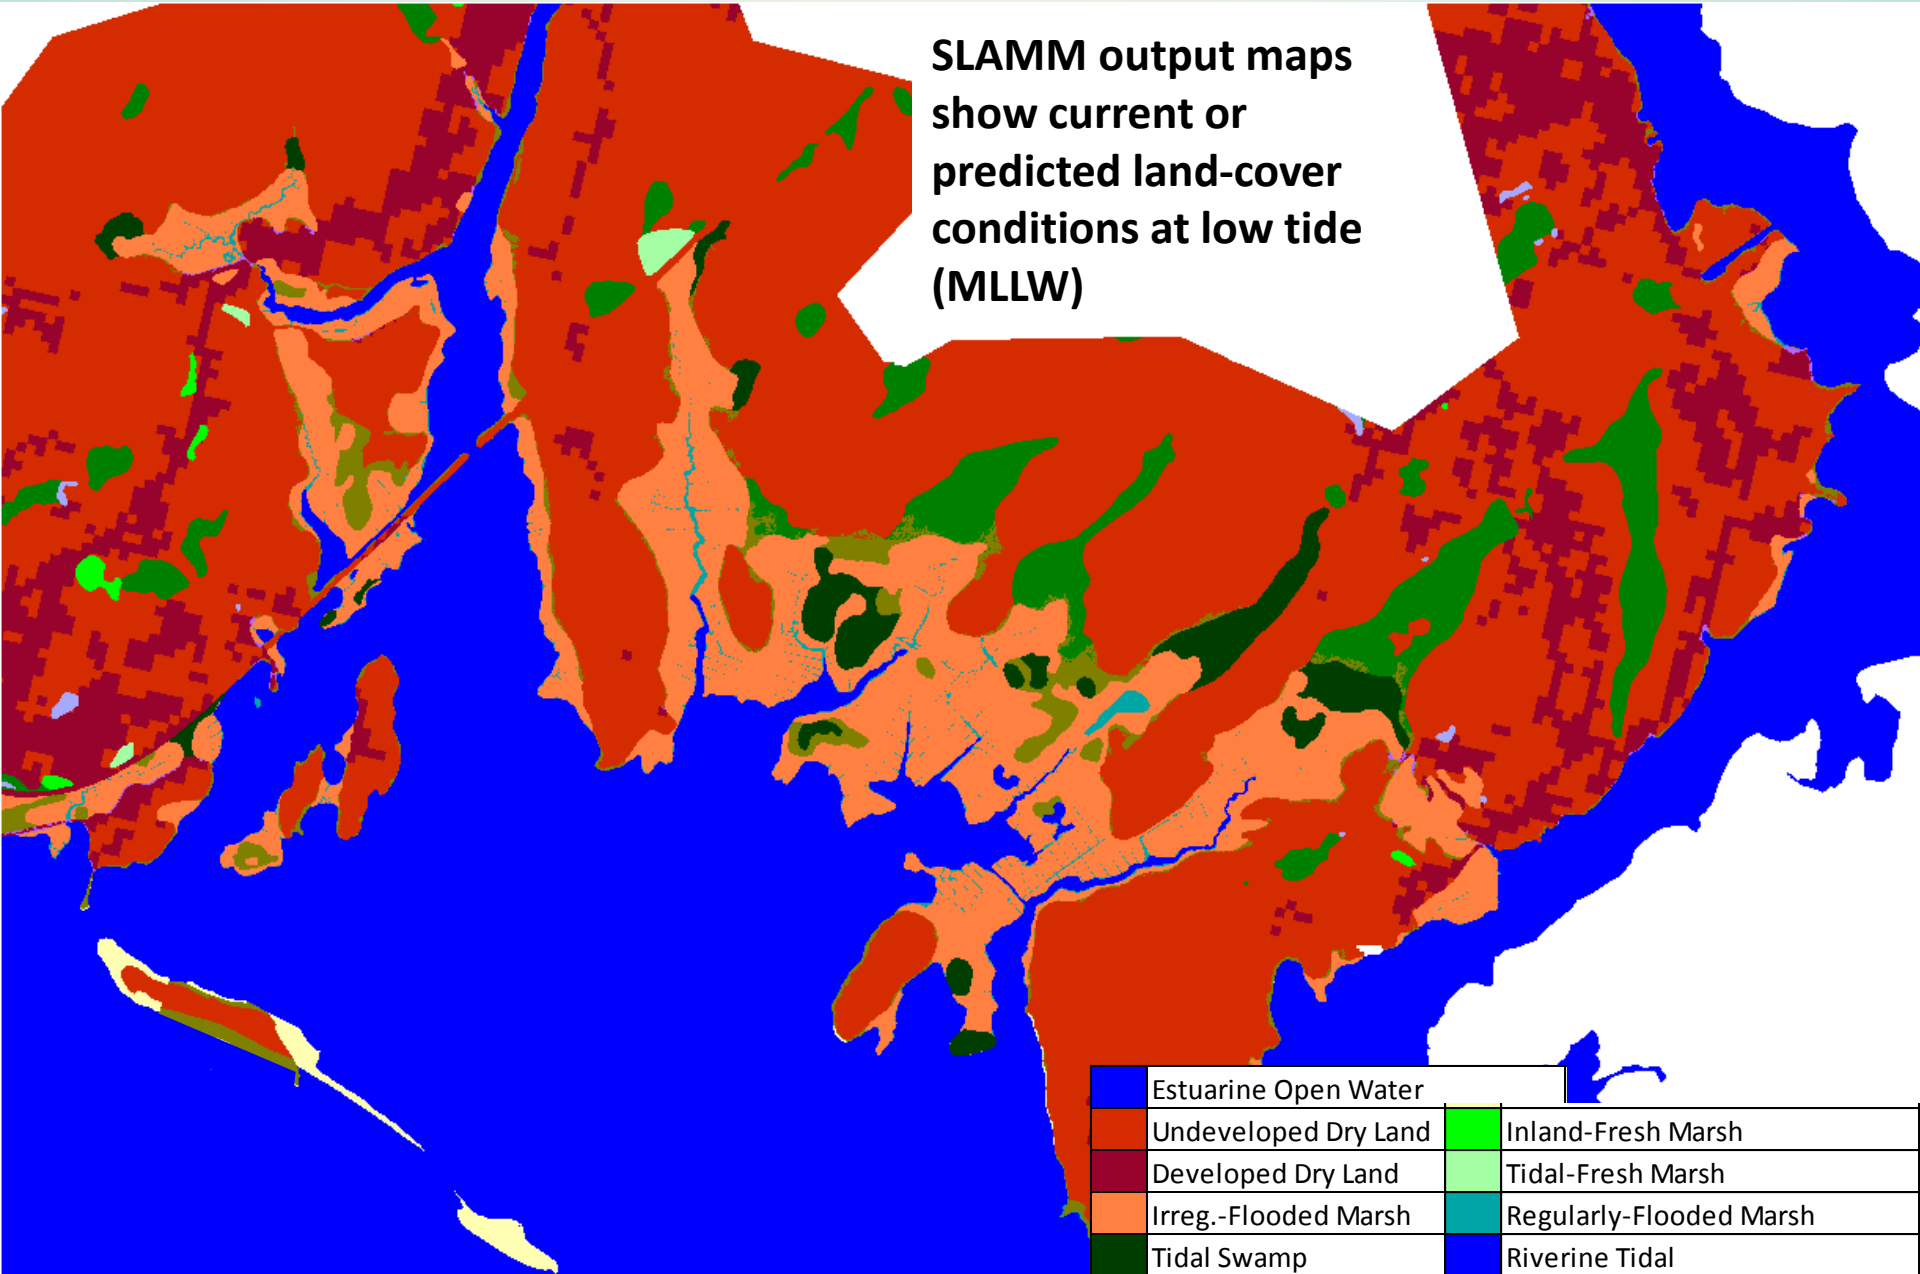 SLAMM output maps
show current or
predicted land-cover
conditions at low tide
(MLLW)
Estuarine Open Water
Undeveloped Dry Land
Inland-Fresh Marsh
Developed Dry Land
Tidal-Fresh Marsh
Irreg.-Flooded Marsh
Regularly-Flooded Marsh
Tidal Swamp
Riverine Tidal